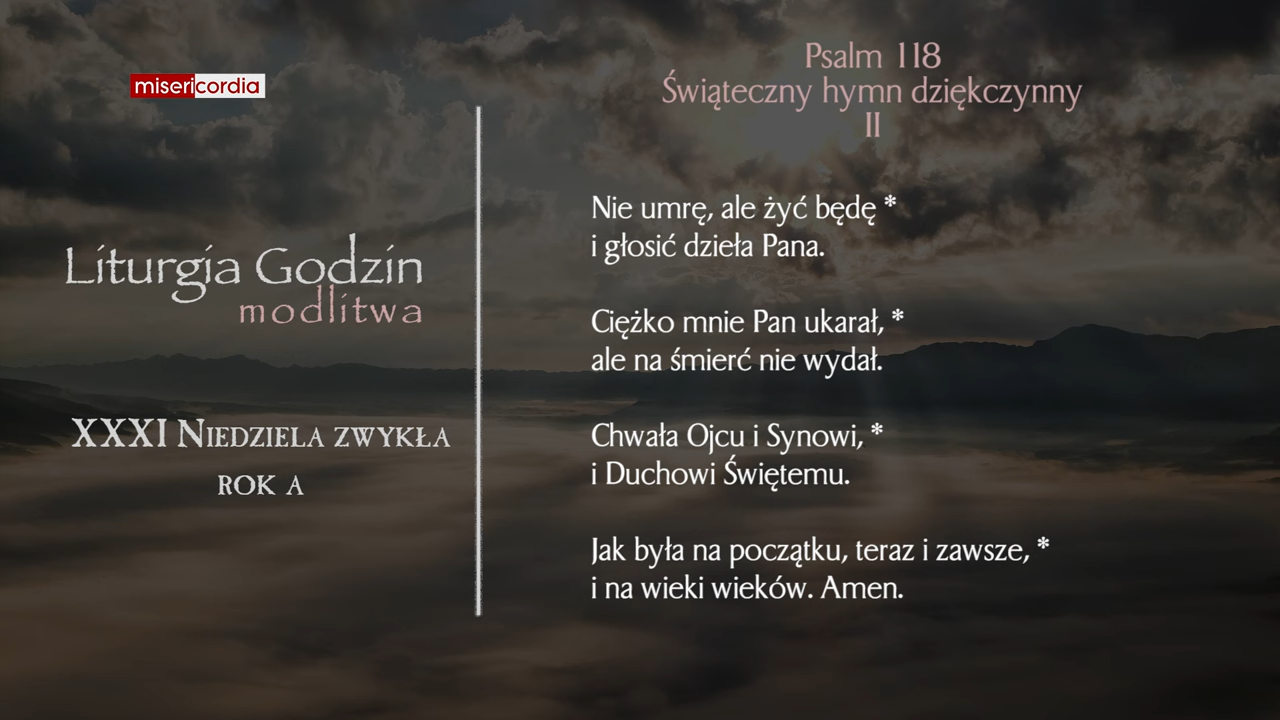 misericordia
Liturgia Godzin
modlitwa
XXXI Niedziela zwykła
rok A
Psalm 118
Świąteczny hymn dziękczynny
II
Nie umrę, ale żyć będę *
i głosić dzieła Pana.
Ciężko mnie Pan ukarał, *
ale na śmierć nie wydał.
Chwała Ojcu i Synowi, *
i Duchowi Świętemu.
Jak była na początku, teraz i zawsze, *
i na wieki wieków. Amen.